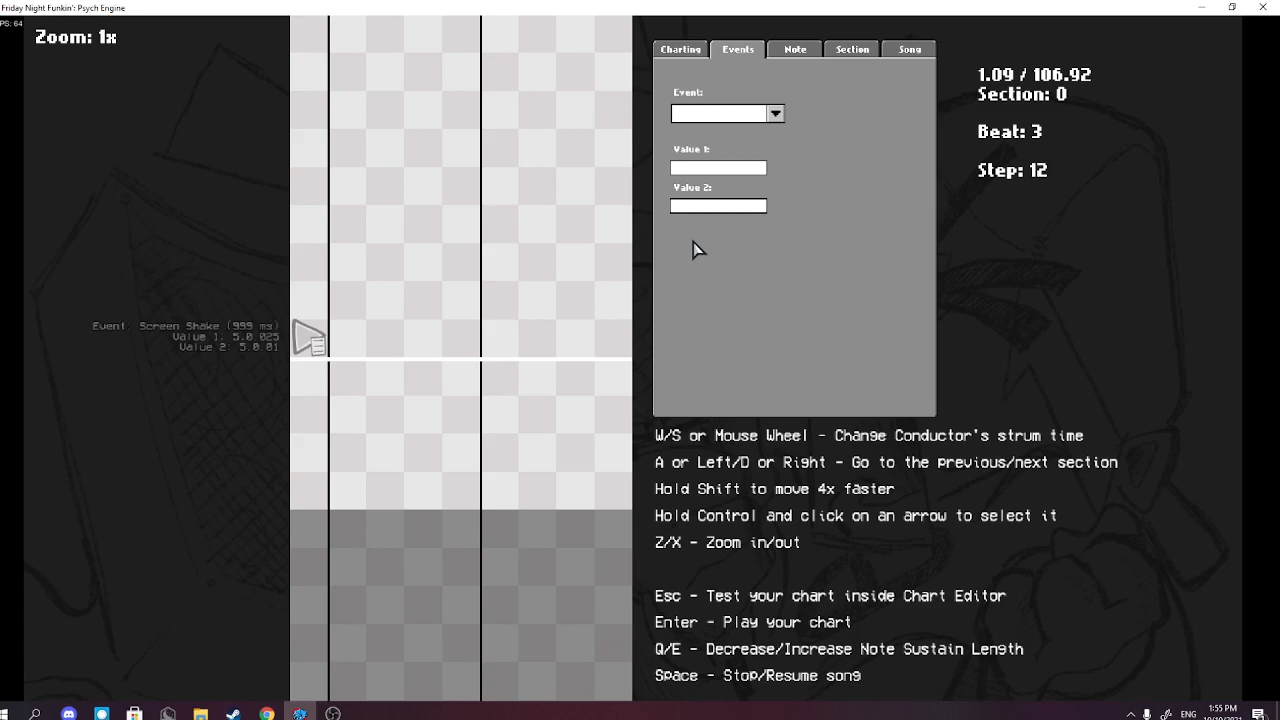 Friday Night Funkin': Psych Engine
PS: 64
Zoom: 1x
Charting
Events
Note
Section
Song
Event:
Value 1:
Value 2:
1.09 / 106.92
Section: 0
Beat: 3
Step: 12
Event: Screen Shake (999 ms)
Value 1: 5,0.025
Value 2: 5,0.01
W/S or Mouse Wheel - Change Conductor's strum time
A or Left/D or Right - Go to the previous/next section
Hold Shift to move 4x faster
Hold Control and click on an arrow to select it
Z/X - Zoom in/out
Esc - Test your chart inside Chart Editor
Enter - Play your chart
Q/E - Decrease/Increase Note Sustain Length
Space - Stop/Resume song
ENG
1:55 PM